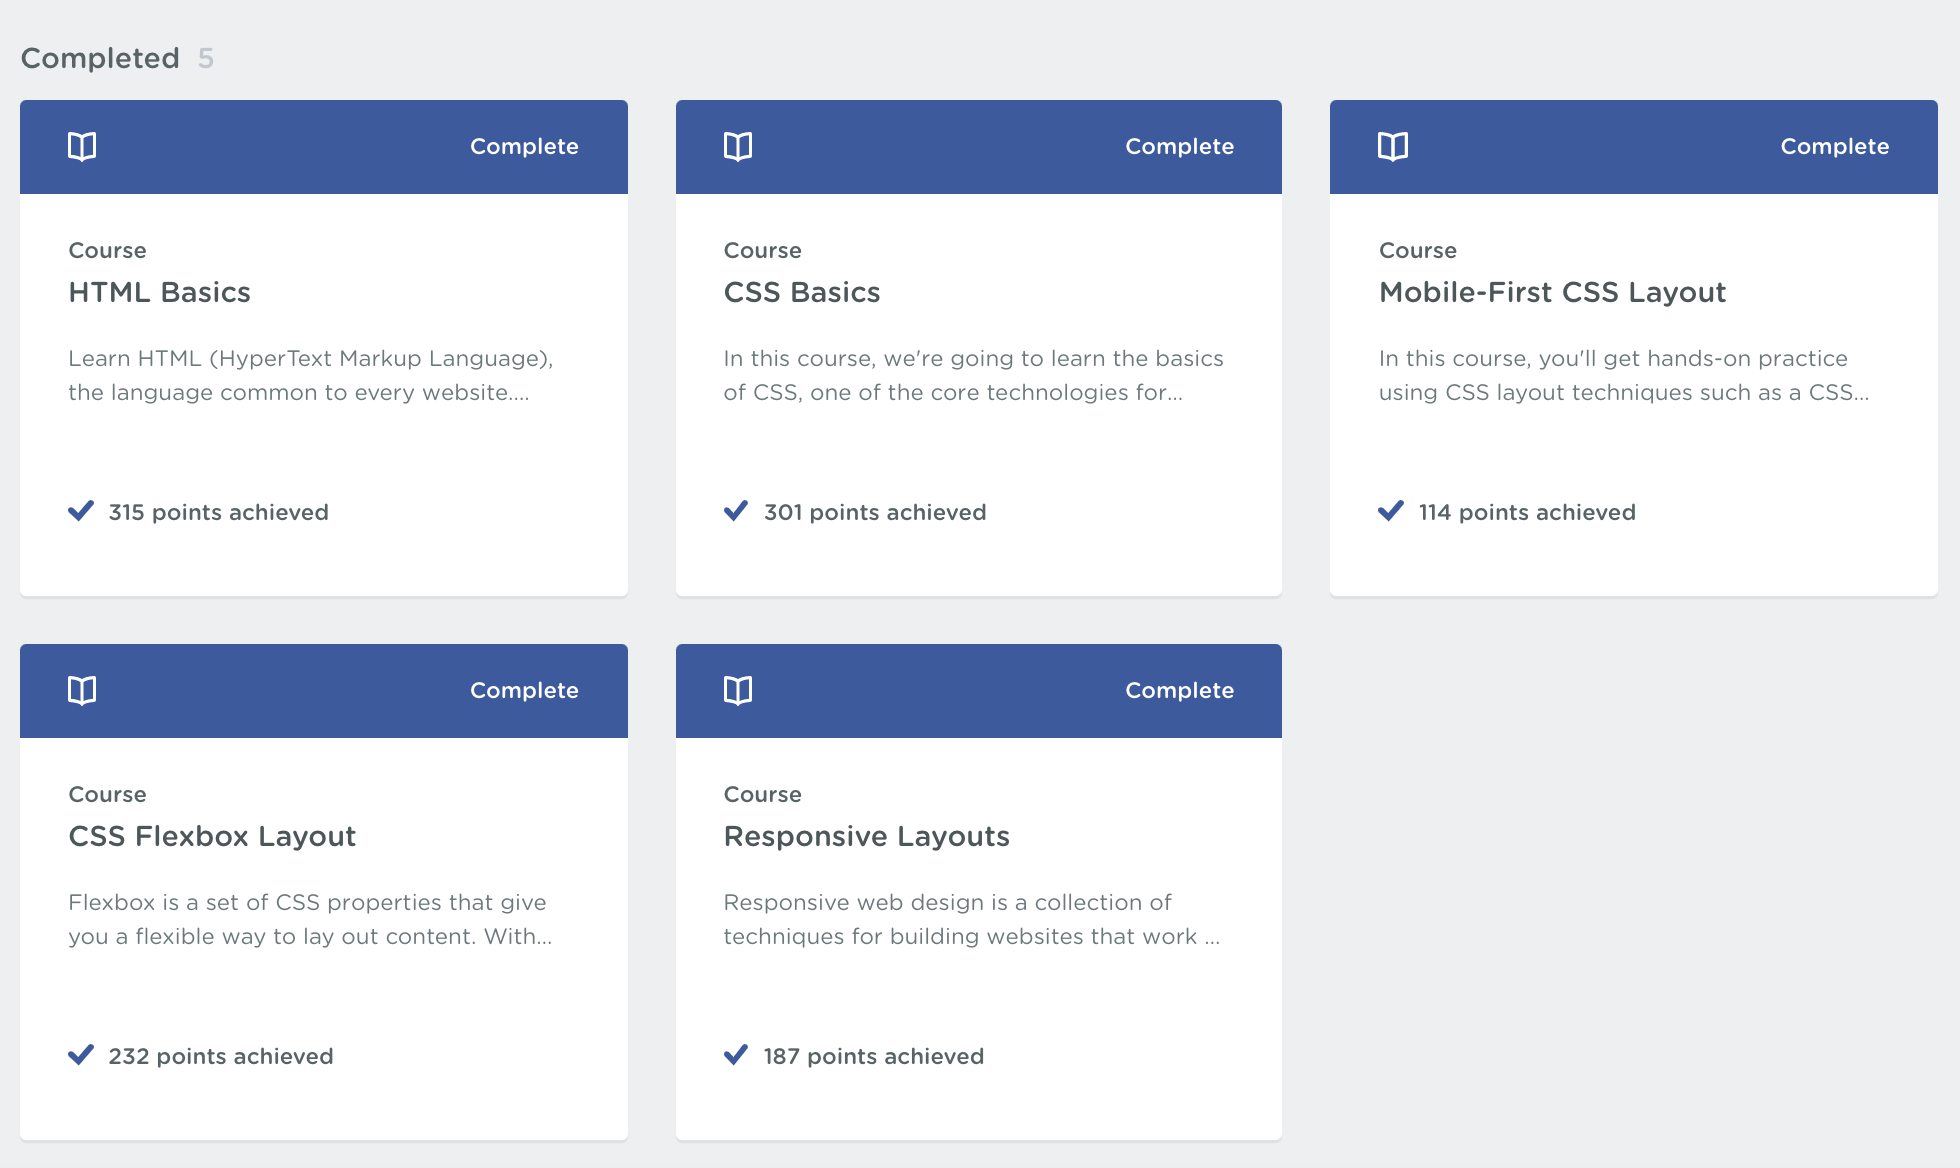 Completed 5
Complete
Course
HTML Basics
Learn HTML (HyperText Markup Language),
the language common to every website....
315 points achieved
Complete
Course
CSS Basics
In this course, we're going to learn the basics
of CSS, one of the core technologies for...
301 points achieved
Complete
Course
Mobile-First CSS Layout
In this course, you'll get hands-on practice
using CSS layout techniques such as a CSS...
114 points achieved
Complete
Course
CSS Flexbox Layout
Flexbox is a set of CSS properties that give
you a flexible way to lay out content. With...
232 points achieved
Complete
Course
Responsive Layouts
Responsive web design is a collection of
techniques for building websites that work ...
187 points achieved